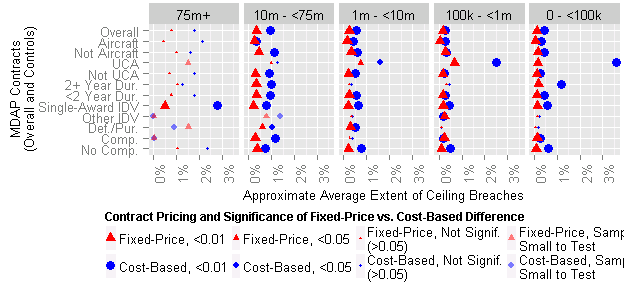 75m+ 10m - <75m 1m - <10m 100k - <1m 0 - <100k
MDAP Contracts
(Overall and Controls)
Overall
Aircraft
Not Aircraft
UCA
Not UCA
2+ Year Dur.
<2 Year Dur.
Single-Award IDV
Other IDV
Def./Pur.
Comp.
No Comp.
0% 1% 2% 3% 0% 1% 2% 3% 0% 1% 2% 3% 0% 1% 2% 3% 0% 1% 2% 3%
Approximate Average Extent of Ceiling Breaches
Contract Pricing and Significance of Fixed-Price vs. Cost-Based Difference
Fixed-Price, <0.01 Fixed-Price, <0.05 Fixed-Price, Not Signif. (>0.05) Fixed-Price, Samp Small to Test
Cost-Based, <0.01 Cost-Based, <0.05 Cost-Based, Not Signif. (>0.05) Cost-Based, Sam Small to Test